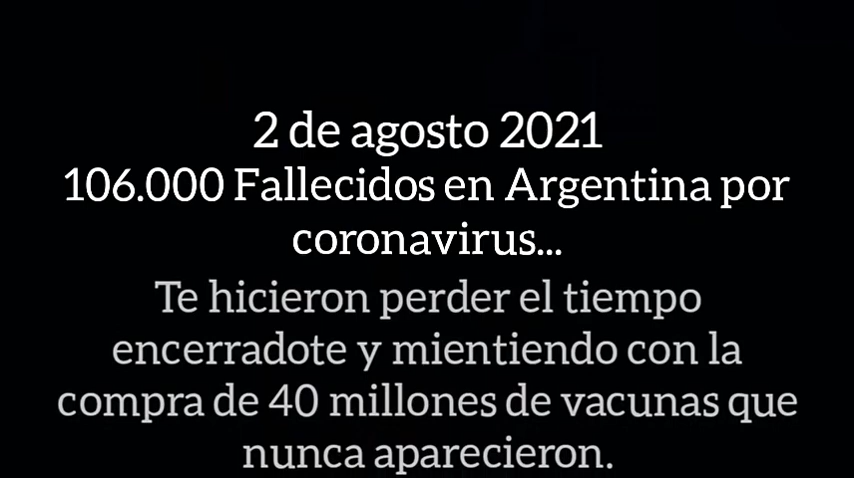 2 de agosto 2021
106.000 Fallecidos en Argentina por
coronavirus...
Te hicieron perder el tiempo
encerradote y mientiendo con la
compra de 40 millones de vacunas que
nunca aparecieron.